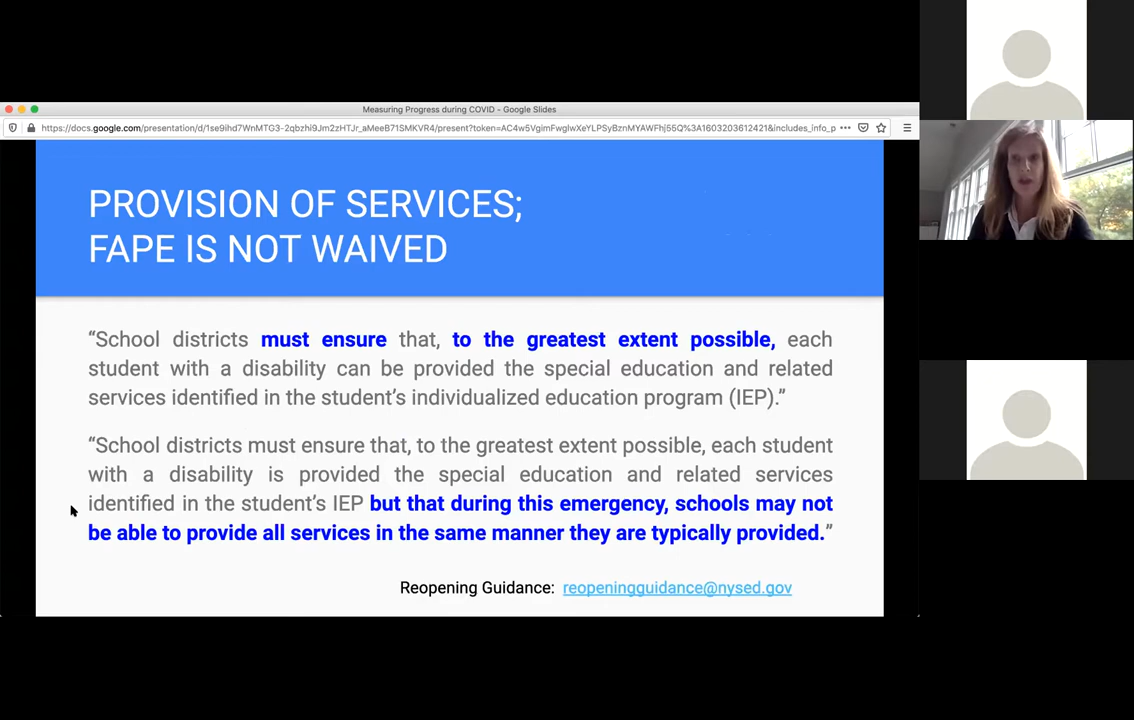 Measuring Progress during COVID - Google Slides
PROVISION OF SERVICES;
FAPE IS NOT WAIVED
“School districts must ensure that, to the greatest extent possible, each
student with a disability can be provided the special education and related
services identified in the student’s individualized education program (IEP).”
“School districts must ensure that, to the greatest extent possible, each student
with a disability is provided the special education and related services
identified in the student’s IEP but that during this emergency, schools may not
be able to provide all services in the same manner they are typically provided.”
Reopening Guidance: reopeningguidance@nysed.gov